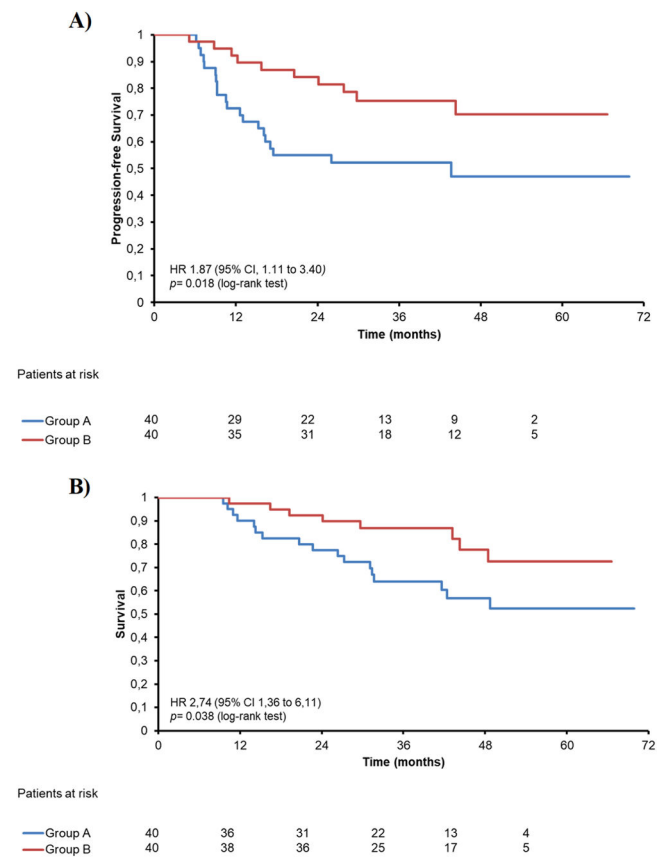 A)
Progression-free Survival
1
0,9
0,8
0,7
0,6
0,5
0,4
0,3
0,2
0,1
0
HR 1.87 (95% CI, 1.11 to 3.40)
p= 0.018 (log-rank test)
0 12 24 36 48 60 72
Time (months)
Patients at risk
Group A 40 29 22 13 9 2
Group B 40 35 31 18 12 5
B)
Survival
1
0,9
0,8
0,7
0,6
0,5
0,4
0,3
0,2
0,1
0
HR 2,74 (95% CI 1,36 to 6,11)
p= 0.038 (log-rank test)
0 12 24 36 48 60 72
Time (months)
Patients at risk
Group A 40 36 31 22 13 4
Group B 40 38 36 25 17 5